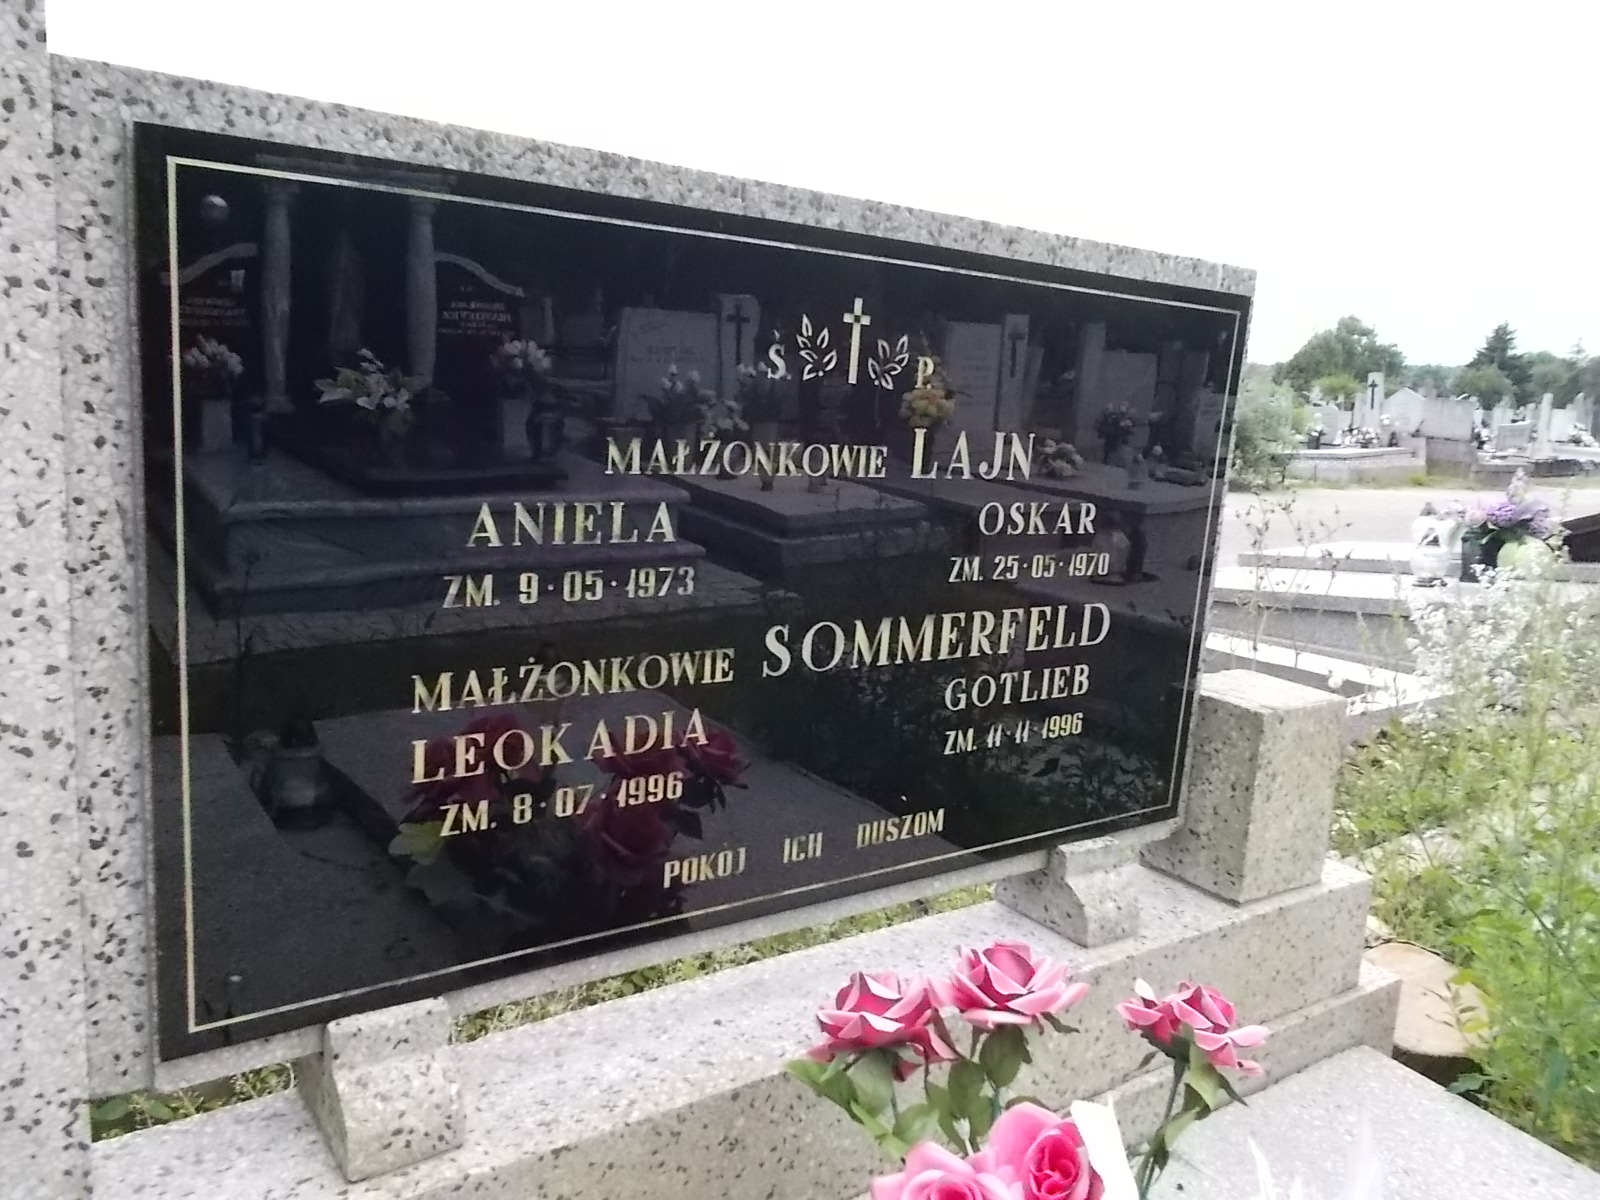 Ś P
MAŁŻONKOWIE LAJN
ANIELA OSKAR
ZM. 9·05·1973 ZM. 25·05·1970
MAŁŻONKOWIE SOMMERFELD
LEOKADIA GOTLIEB
ZM. 8·07·1996 ZM. 11·11·1996
POKÓJ ICH DUSZOM